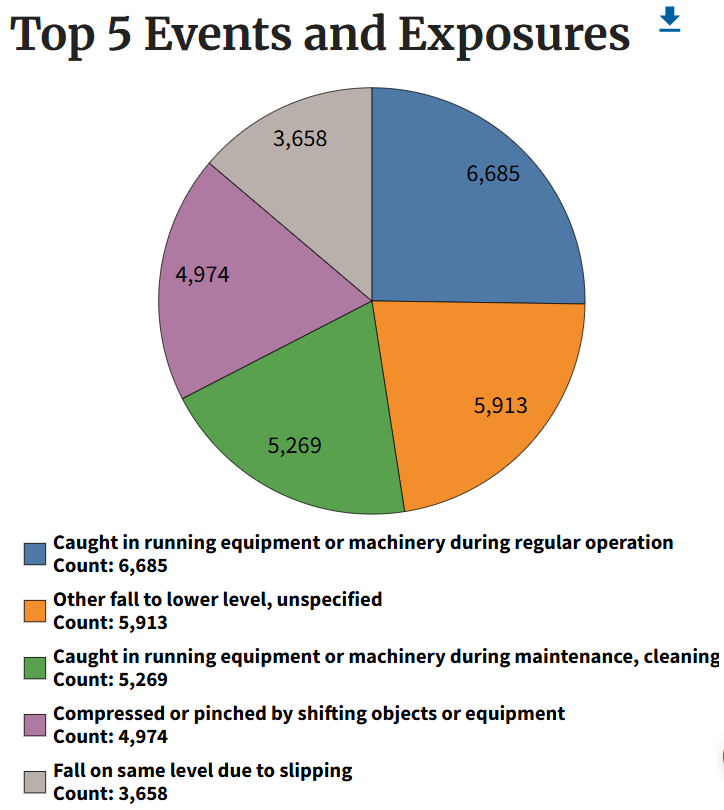 Top 5 Events and Exposures
3,658
6,685
4,974
5,913
5,269
Caught in running equipment or machinery during regular operation
Count: 6,685
Other fall to lower level, unspecified
Count: 5,913
Caught in running equipment or machinery during maintenance, cleaning
Count: 5,269
Compressed or pinched by shifting objects or equipment
Count: 4,974
Fall on same level due to slipping
Count: 3,658